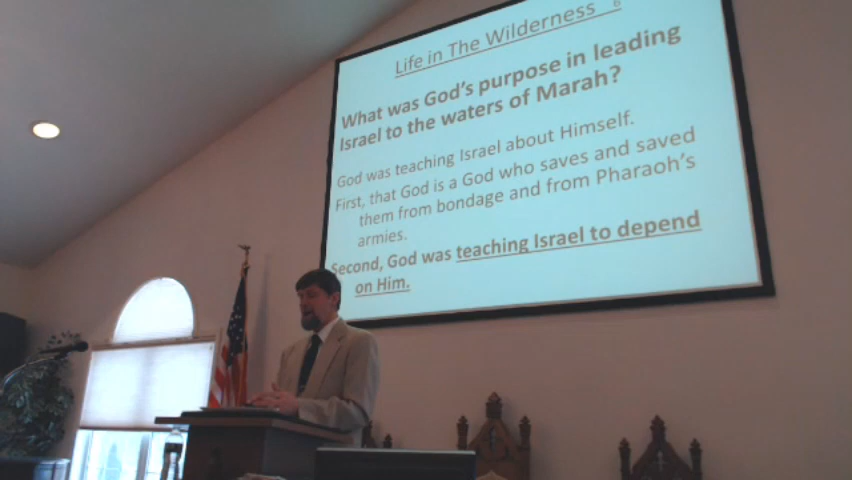 Life in The Wilderness 6
What was God's purpose in leading
Israel to the waters of Marah?
God was teaching Israel about Himself.
First, that God is a God who saves and saved
them from bondage and from Pharaoh's
armies.
Second, God was teaching Israel to depend
on Him.